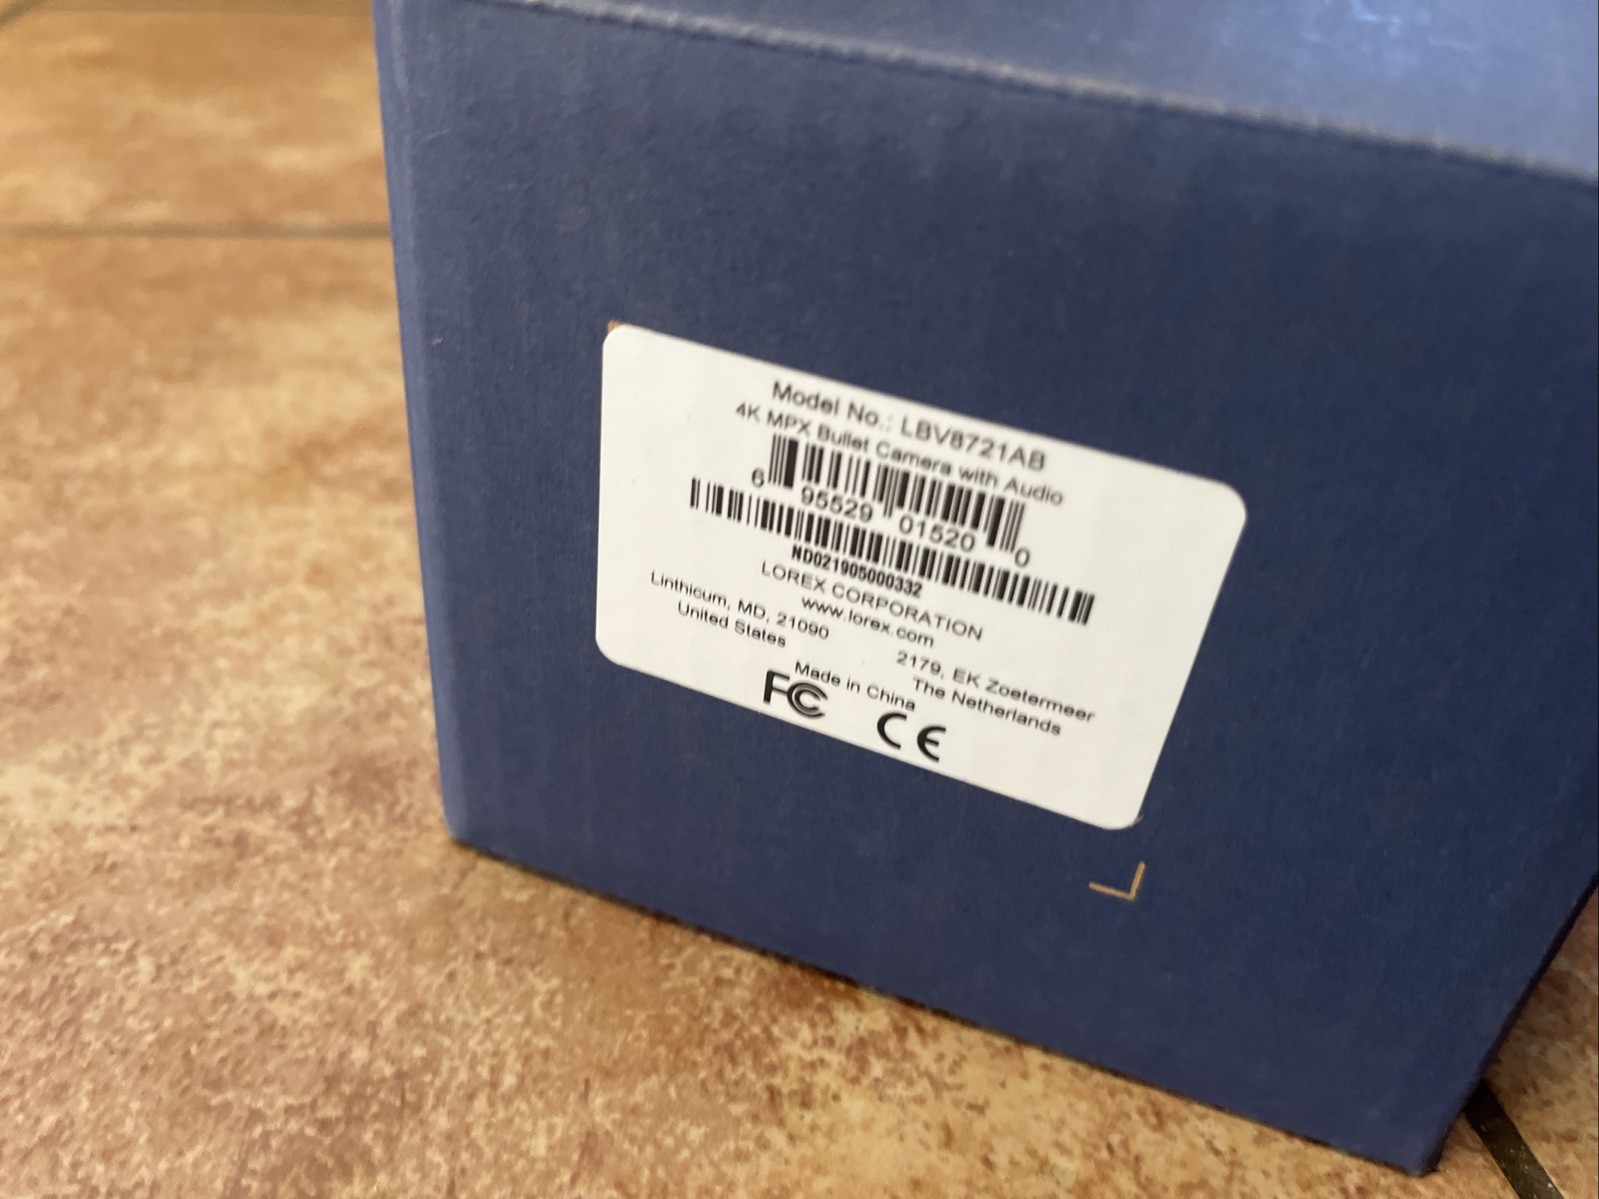 Model No.: LBV8721AB
4K MPX Bullet Camera with Audio
6 95529 01520 0
ND021905000332
LOREX CORPORATION
www.lorex.com
Linthicum, MD, 21090
United States
2179, EK Zoetermeer
The Netherlands
Made in China
FC CE